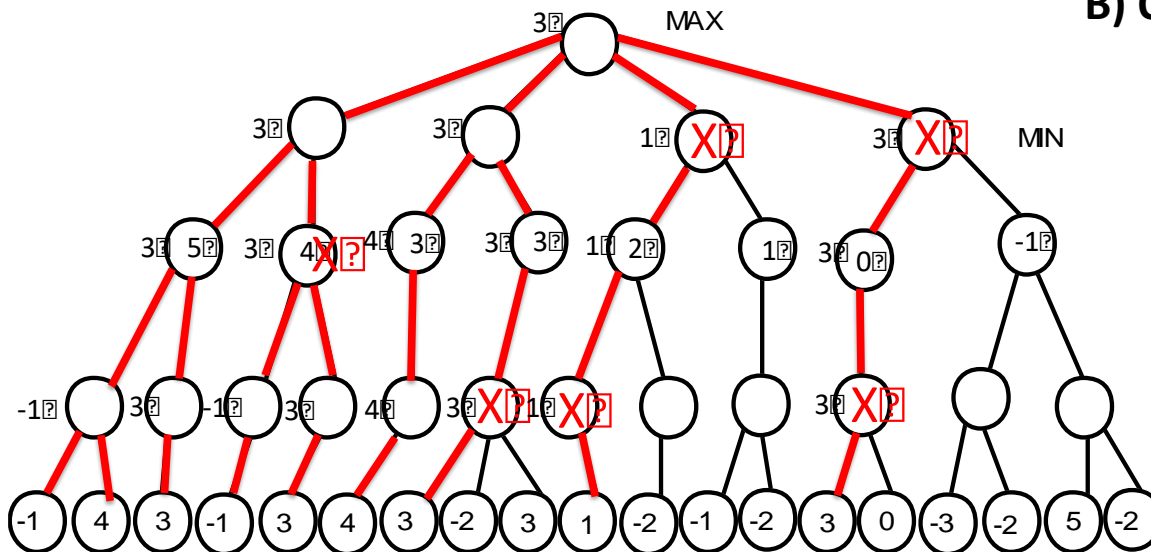 B)
3⍰ MAX
3⍰ 3⍰ 1⍰ X⍰ 3⍰ X⍰ MIN
3⍰ 5⍰ 3⍰ 4⍰ X⍰ 4⍰ 3⍰ 3⍰ 3⍰ 1⍰ 2⍰ 1⍰ 3⍰ 0⍰ -1⍰
-1⍰ 3⍰ -1⍰ 3⍰ 4⍰ 3⍰ X⍰ 1⍰ X⍰ 3⍰ X⍰
-1 4 3 -1 3 4 3 -2 3 1 -2 -1 -2 3 0 -3 -2 5 -2